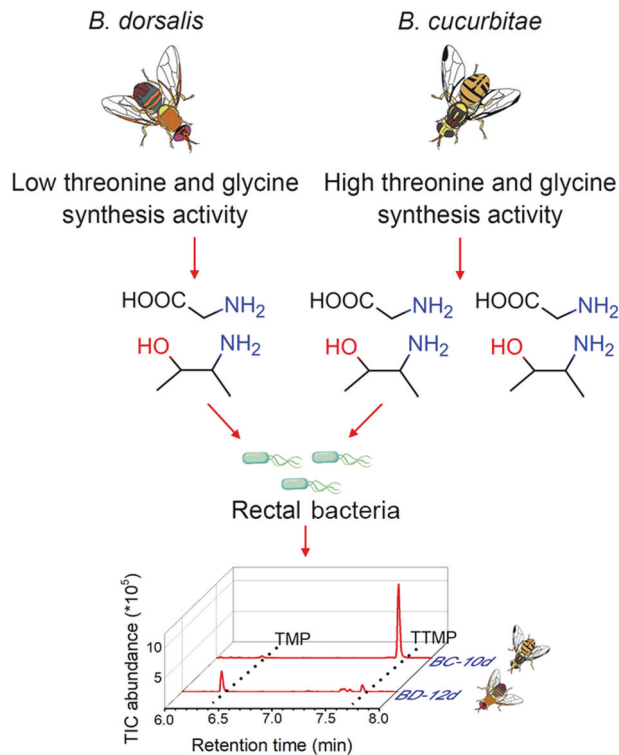 B. dorsalis
B. cucurbitae
Low threonine and glycine
synthesis activity
High threonine and glycine
synthesis activity
HOOC NH2
HO NH2
HOOC NH2
HO NH2
HOOC NH2
HO NH2
Rectal bacteria
TIC abundance (*10^5)
10
5
TMP
TTMP
BC-10d
BD-12d
6.0 6.5 7.0 7.5 8.0
Retention time (min)